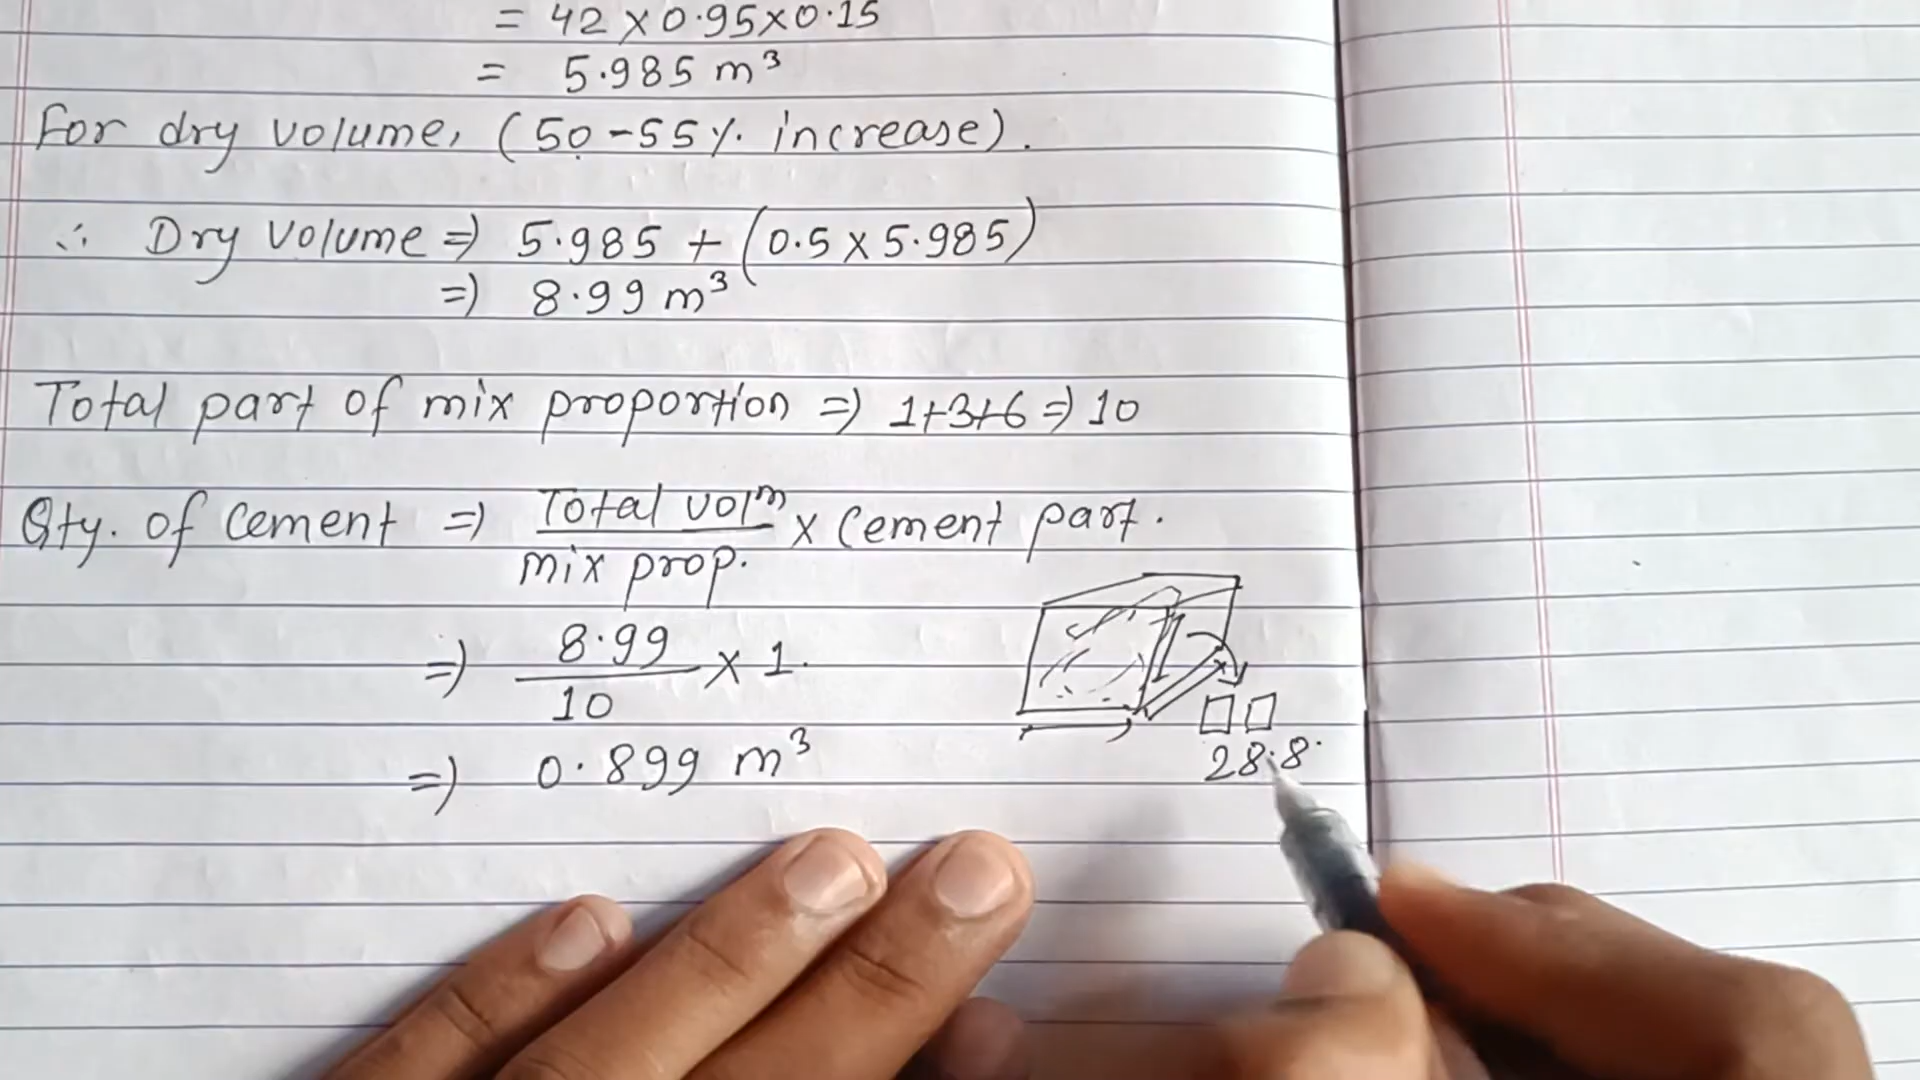 = 42 × 0.95×0.15
= 5.985 m³
For dry volume, (50-55% increase).
∴ Dry volume ⇒ 5.985 + (0.5 × 5.985)
⇒ 8.99 m³
Total part of mix proportion ⇒ 1+3+6 ⇒ 10
Qty. of cement ⇒ Total volᵐ / mix prop. × cement part.
⇒ 8.99 / 10 × 1.
⇒ 0.899 m³
28.8